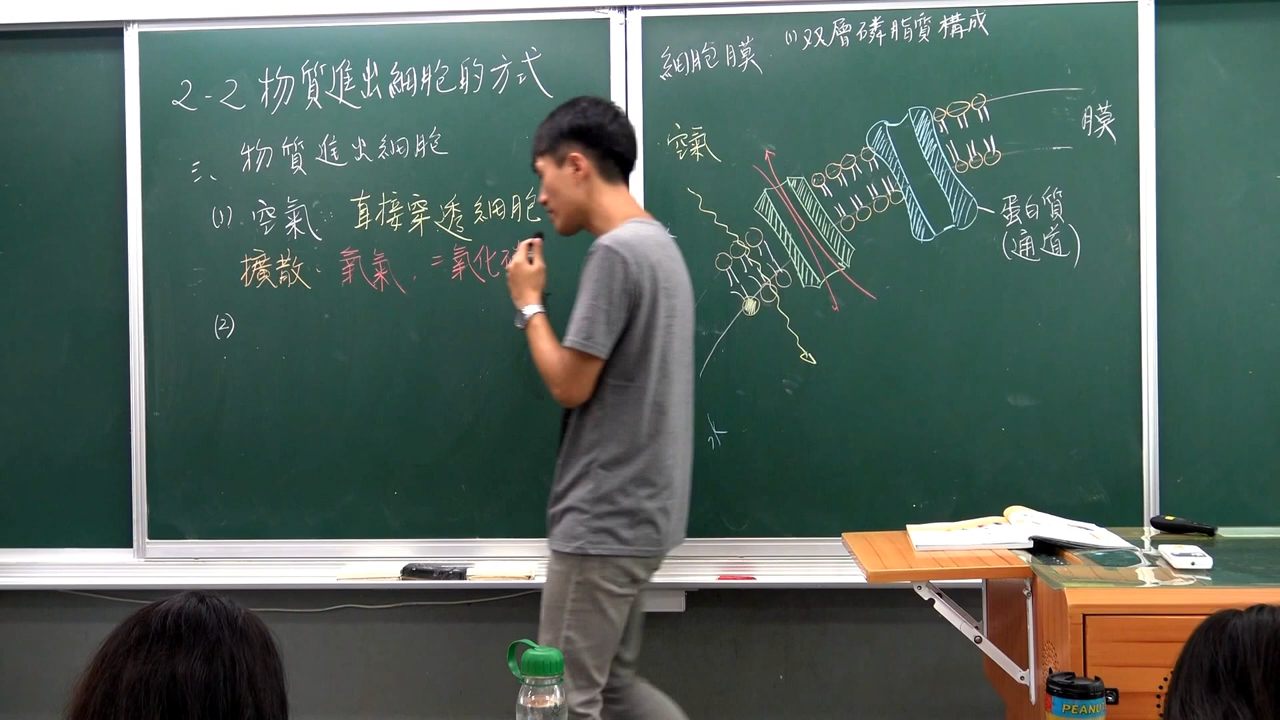 2-2 物質進出細胞的方式
三、物質進出細胞
(1) 空氣: 直接穿透細胞
擴散: 氧氣、二氧化
(2)
細胞膜 (1) 双層磷脂質構成
空氣
膜
蛋白質
(通道)
水
PEANU